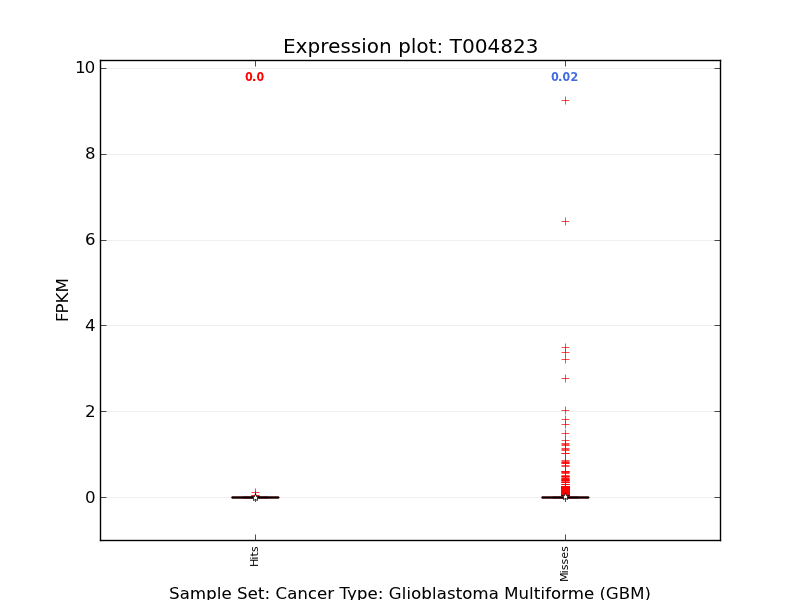 Expression plot: T004823
10
0.0
0.02
8
6
4
2
0
FPKM
Hits
Misses
Sample Set: Cancer Type: Glioblastoma Multiforme (GBM)